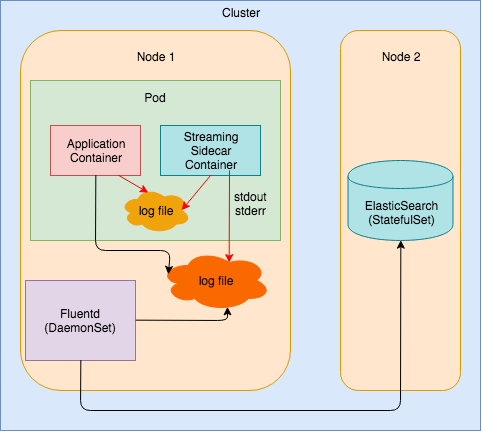 Cluster
Node 1
Node 2
Pod
Application
Container
Streaming
Sidecar
Container
stdout
stderr
log file
ElasticSearch
(StatefulSet)
log file
Fluentd
(DaemonSet)